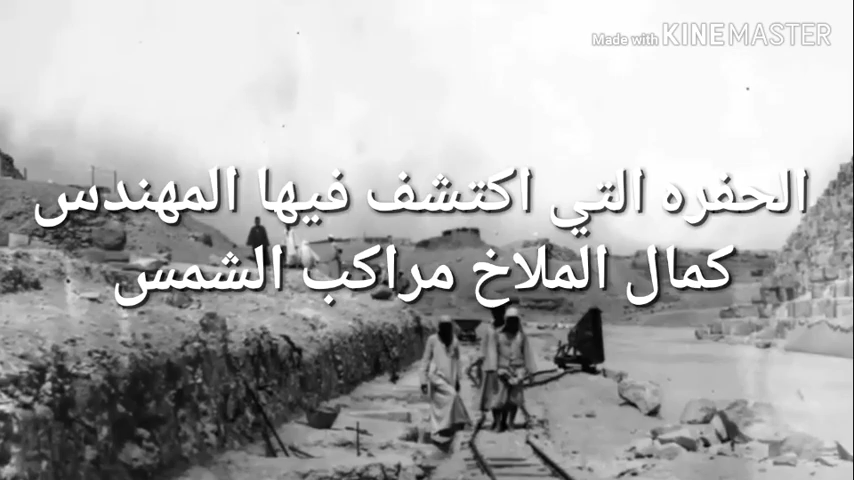 Made with KINEMASTER
الحفره التي اكتشف فيها المهندس
كمال الملاخ مراكب الشمس